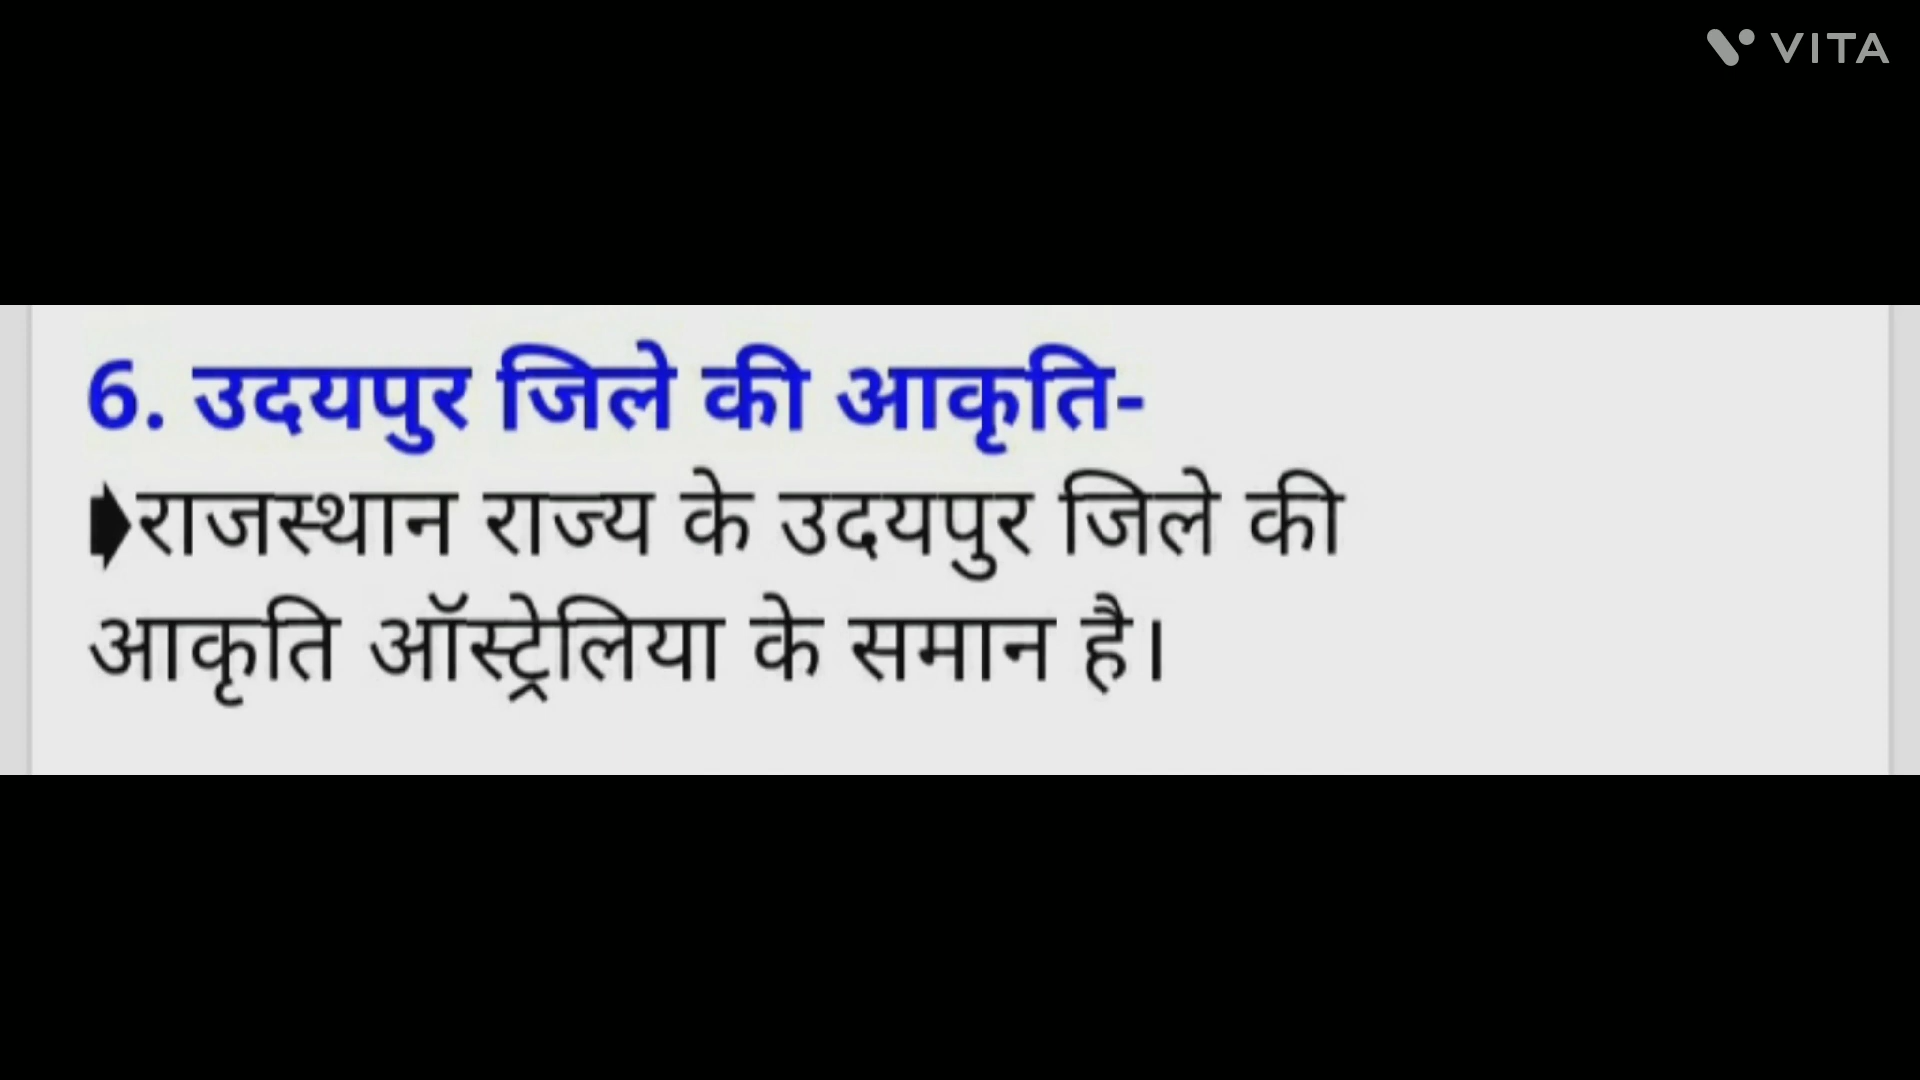 VITA
6. उदयपुर जिले की आकृति-
➧राजस्थान राज्य के उदयपुर जिले की
आकृति ऑस्ट्रेलिया के समान है।